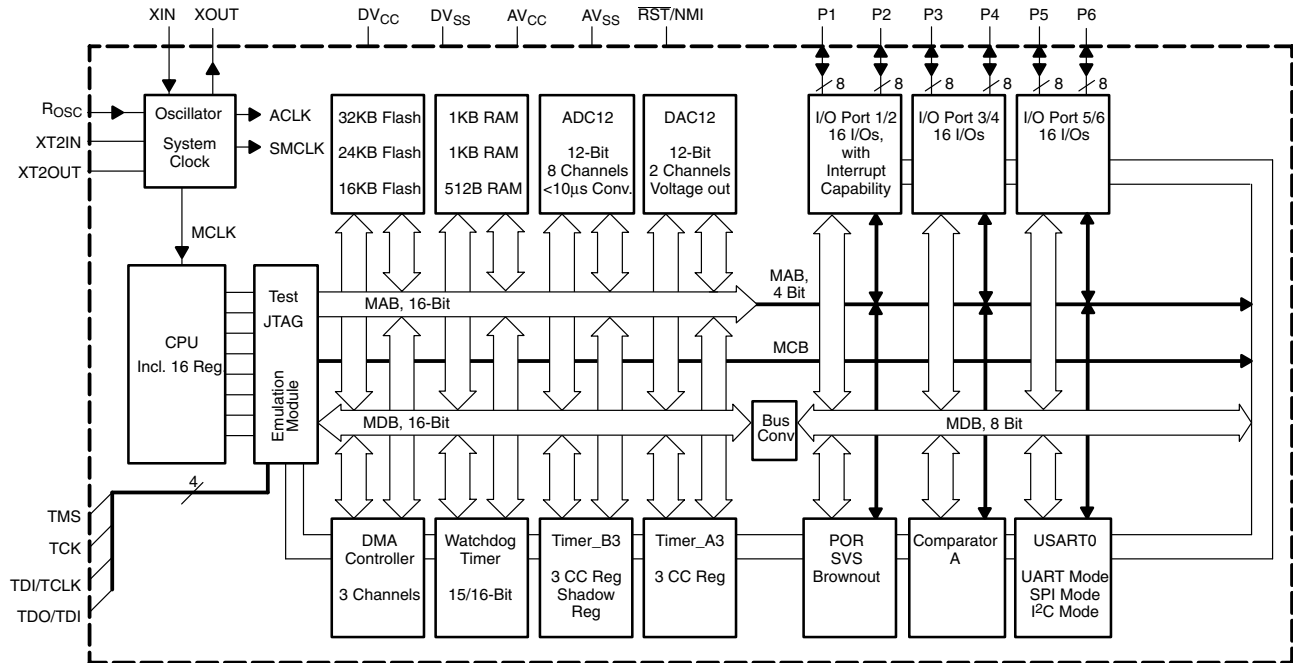 XIN XOUT DVCC DVSS AVCC AVSS RST/NMI P1 P2 P3 P4 P5 P6
8 8 8 8 8 8
ROSC
XT2IN
XT2OUT
Oscillator
System
Clock
ACLK
SMCLK
MCLK
32KB Flash
24KB Flash
16KB Flash
1KB RAM
1KB RAM
512B RAM
ADC12
12-Bit
8 Channels
<10μs Conv.
DAC12
12-Bit
2 Channels
Voltage out
I/O Port 1/2
16 I/Os,
with
Interrupt
Capability
I/O Port 3/4
16 I/Os
I/O Port 5/6
16 I/Os
CPU
Incl. 16 Reg.
Test
JTAG
Emulation
Module
MAB, 16-Bit
MAB,
4 Bit
MCB
MDB, 16-Bit
Bus
Conv
MDB, 8 Bit
4
TMS
TCK
TDI/TCLK
TDO/TDI
DMA
Controller
3 Channels
Watchdog
Timer
15/16-Bit
Timer_B3
3 CC Reg
Shadow
Reg
Timer_A3
3 CC Reg
POR
SVS
Brownout
Comparator
A
USART0
UART Mode
SPI Mode
I²C Mode